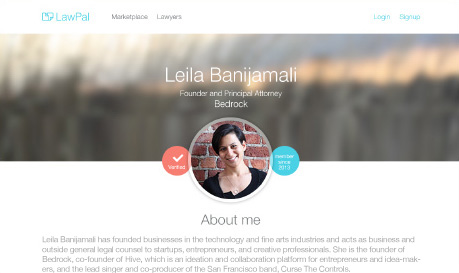 LawPal Marketplace Lawyers Login Signup
Leila Banijamali
Founder and Principal Attorney
Bedrock
Verified
member
since
2013
About me
Leila Banijamali has founded businesses in the technology and fine arts industries and acts as business and
outside general legal counsel to startups, entrepreneurs, and creative professionals. She is the founder of
Bedrock, co-founder of Hive, which is an ideation and collaboration platform for entrepreneurs and idea-mak-
ers, and the lead singer and co-producer of the San Francisco band, Curse The Controls.